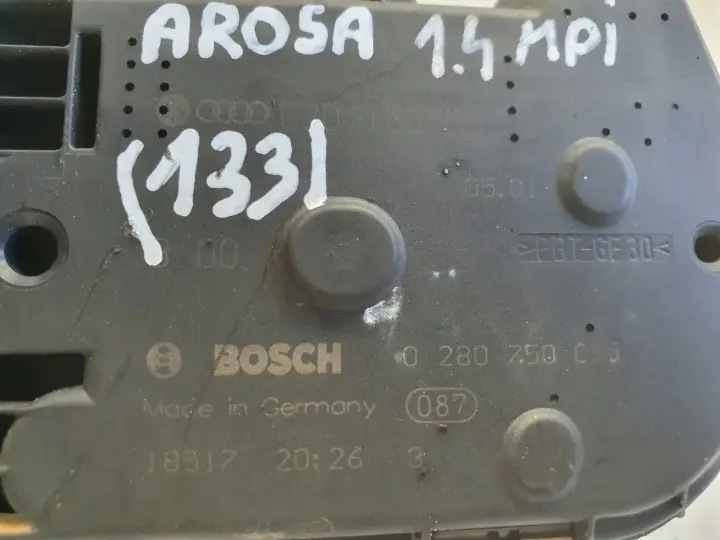 AROSA 1.4 MPi
(133)
05.01
>PBT-GF30<
BOSCH 0 280 750
Made in Germany 087
18517 20:26 3